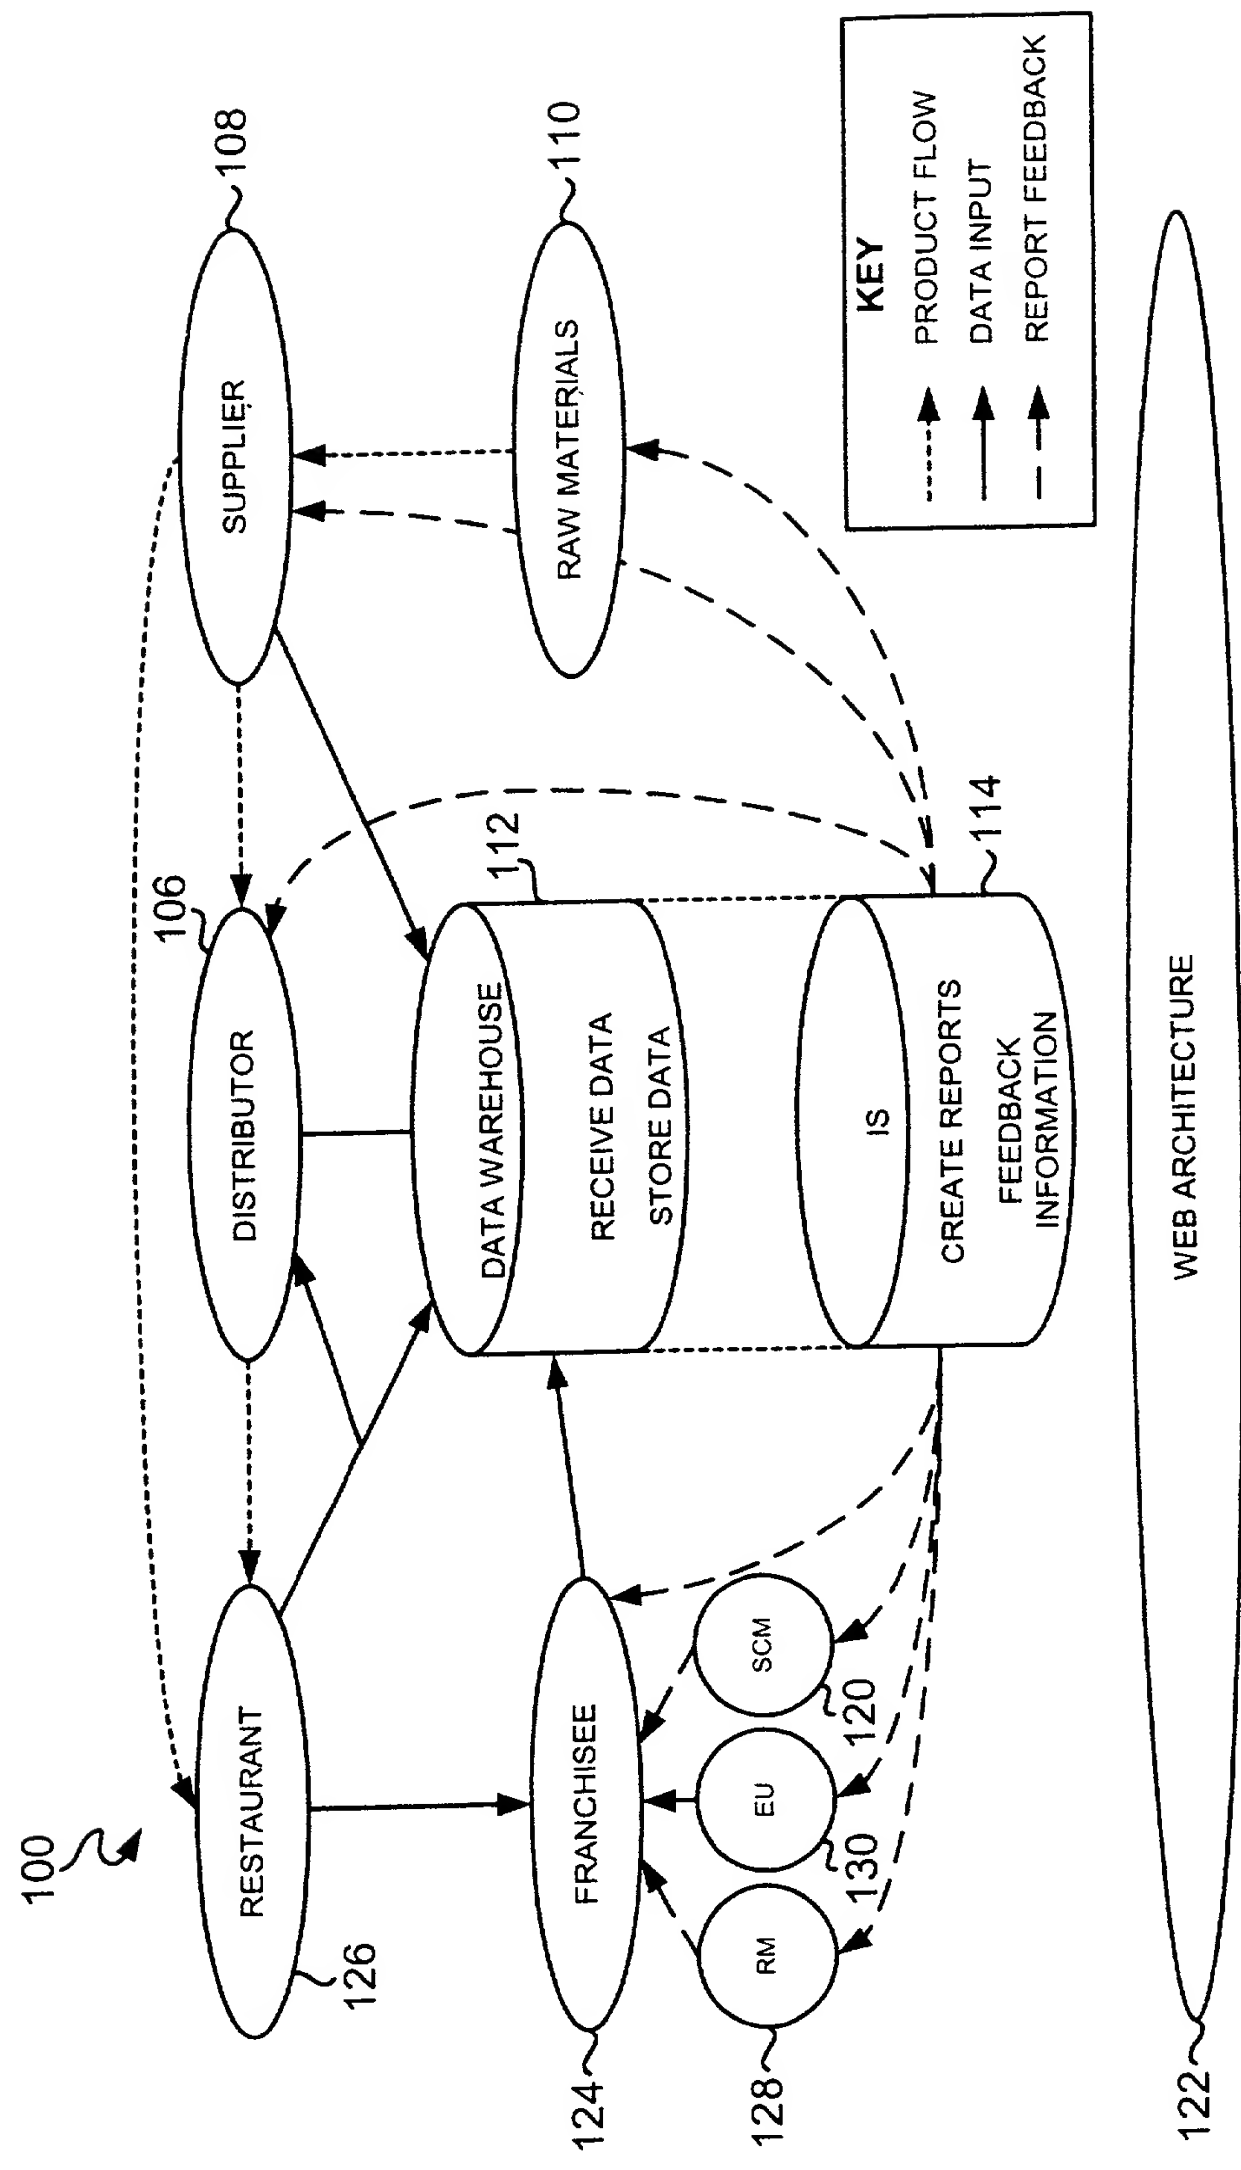 100
RESTAURANT
126
DISTRIBUTOR
106
SUPPLIER
108
FRANCHISEE
124
RM
128
EU
130
SCM
120
DATA WAREHOUSE
112
RECEIVE DATA
STORE DATA
IS
114
CREATE REPORTS
FEEDBACK
INFORMATION
RAW MATERIALS
110
KEY
PRODUCT FLOW
DATA INPUT
REPORT FEEDBACK
WEB ARCHITECTURE
122